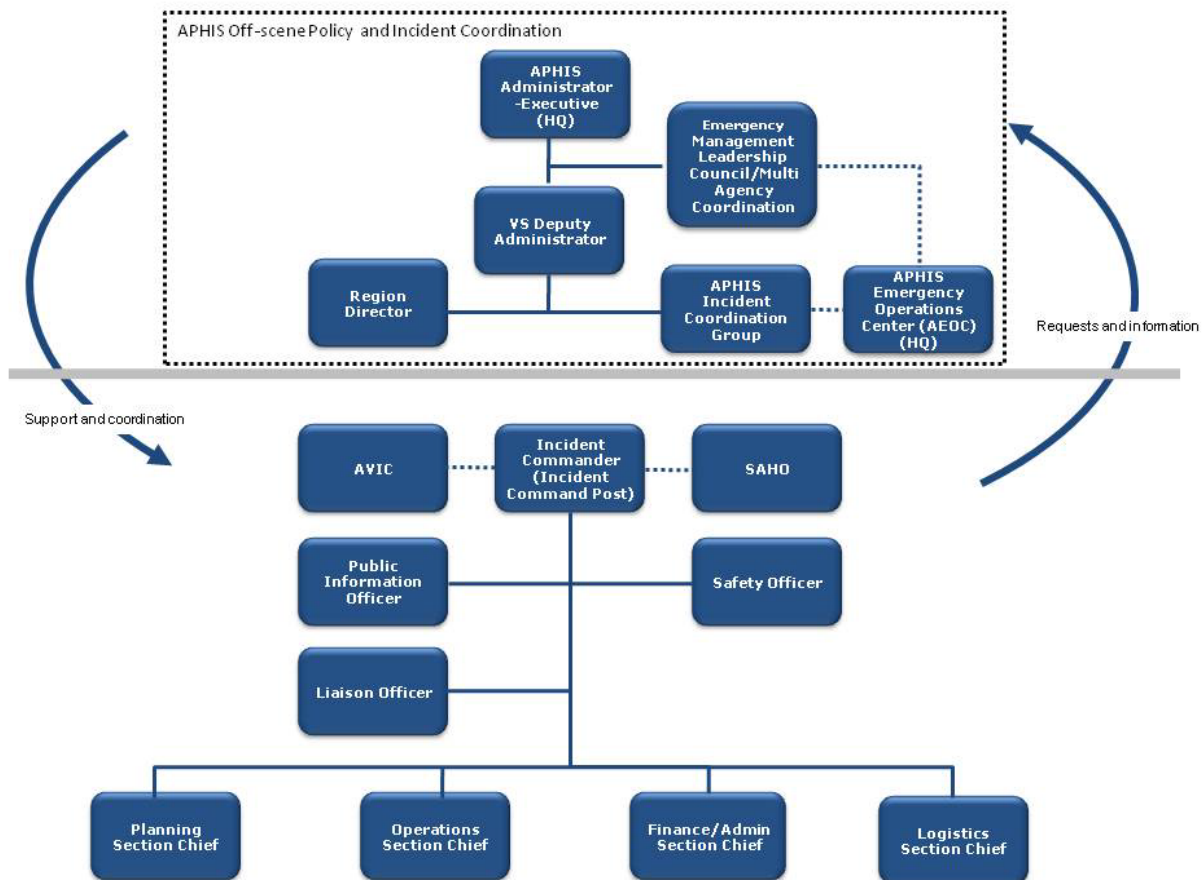 APHIS Off-scene Policy and Incident Coordination
APHIS
Administrator
-Executive
(HQ)
Emergency
Management
Leadership
Council/Multi
Agency
Coordination
VS Deputy
Administrator
Region
Director
APHIS
Incident
Coordination
Group
APHIS
Emergency
Operations
Center (AEOC)
(HQ)
Requests and information
Support and coordination
AVIC
Incident
Commander
(Incident
Command Post)
SAHO
Public
Information
Officer
Safety Officer
Liaison Officer
Planning
Section Chief
Operations
Section Chief
Finance/Admin
Section Chief
Logistics
Section Chief